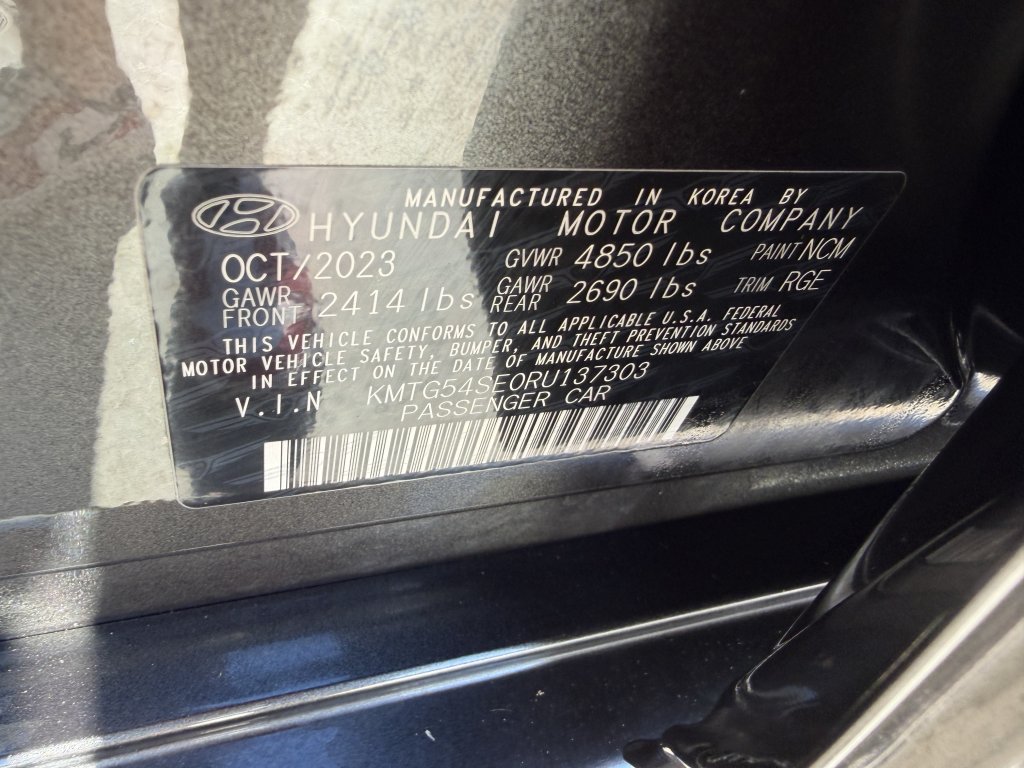 MANUFACTURED IN KOREA BY
HYUNDAI MOTOR COMPANY
OCT/2023 GVWR 4850 lbs PAINT NCM
GAWR FRONT 2414 lbs GAWR REAR 2690 lbs TRIM RGE
THIS VEHICLE CONFORMS TO ALL APPLICABLE U.S.A. FEDERAL
MOTOR VEHICLE SAFETY, BUMPER, AND THEFT PREVENTION STANDARDS
IN EFFECT ON THE DATE OF MANUFACTURE SHOWN ABOVE
V.I.N KMTG54SE0RU137303
PASSENGER CAR